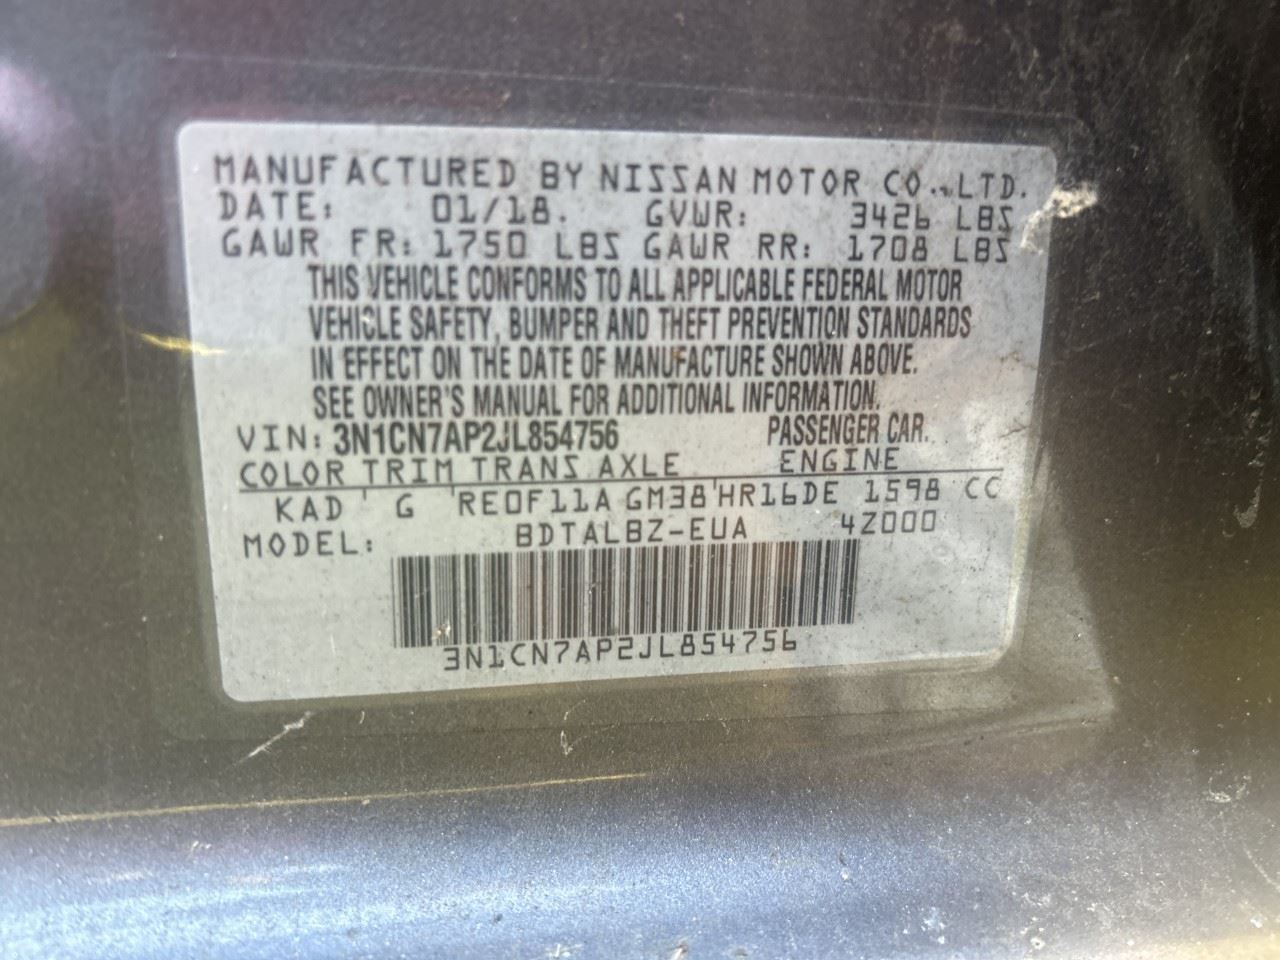 MANUFACTURED BY NISSAN MOTOR CO., LTD.
DATE: 01/18. GVWR: 3426 LBS
GAWR FR: 1750 LBS GAWR RR: 1708 LBS
THIS VEHICLE CONFORMS TO ALL APPLICABLE FEDERAL MOTOR
VEHICLE SAFETY, BUMPER AND THEFT PREVENTION STANDARDS
IN EFFECT ON THE DATE OF MANUFACTURE SHOWN ABOVE.
SEE OWNER'S MANUAL FOR ADDITIONAL INFORMATION.
VIN: 3N1CN7AP2JL854756 PASSENGER CAR.
COLOR TRIM TRANS AXLE ENGINE
KAD G RE0F11A GM38 HR16DE 1598 CC
MODEL: BDTALBZ-EUA 4Z000
3N1CN7AP2JL854756